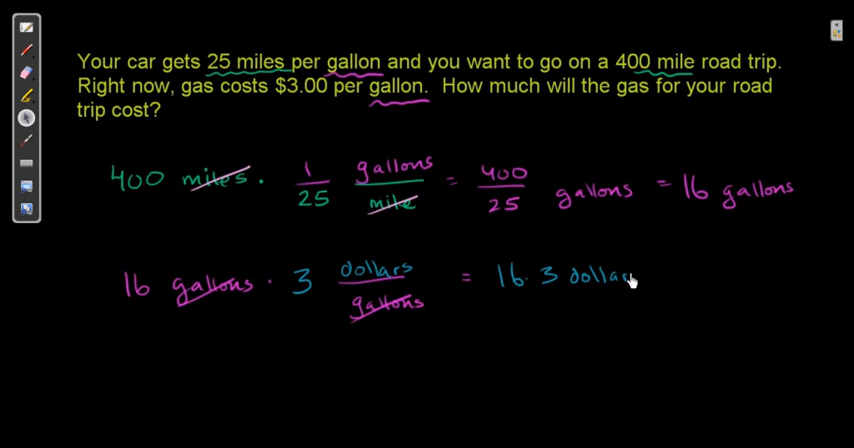 Your car gets 25 miles per gallon and you want to go on a 400 mile road trip.
Right now, gas costs $3.00 per gallon. How much will the gas for your road
trip cost?
400 miles · 1/25 gallons/mile = 400/25 gallons = 16 gallons
16 gallons · 3 dollars/gallons = 16 · 3 dollars